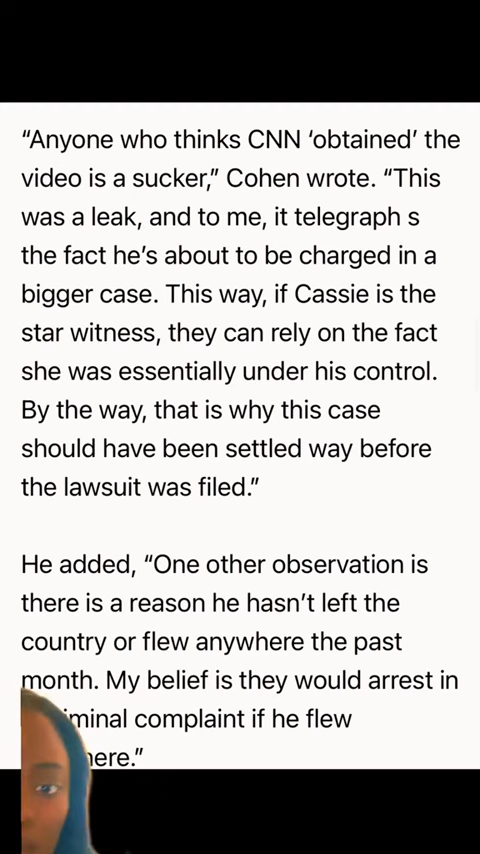 “Anyone who thinks CNN ‘obtained’ the
video is a sucker,” Cohen wrote. “This
was a leak, and to me, it telegraph s
the fact he’s about to be charged in a
bigger case. This way, if Cassie is the
star witness, they can rely on the fact
she was essentially under his control.
By the way, that is why this case
should have been settled way before
the lawsuit was filed.”
He added, “One other observation is
there is a reason he hasn’t left the
country or flew anywhere the past
month. My belief is they would arrest in
minal complaint if he flew
here.”